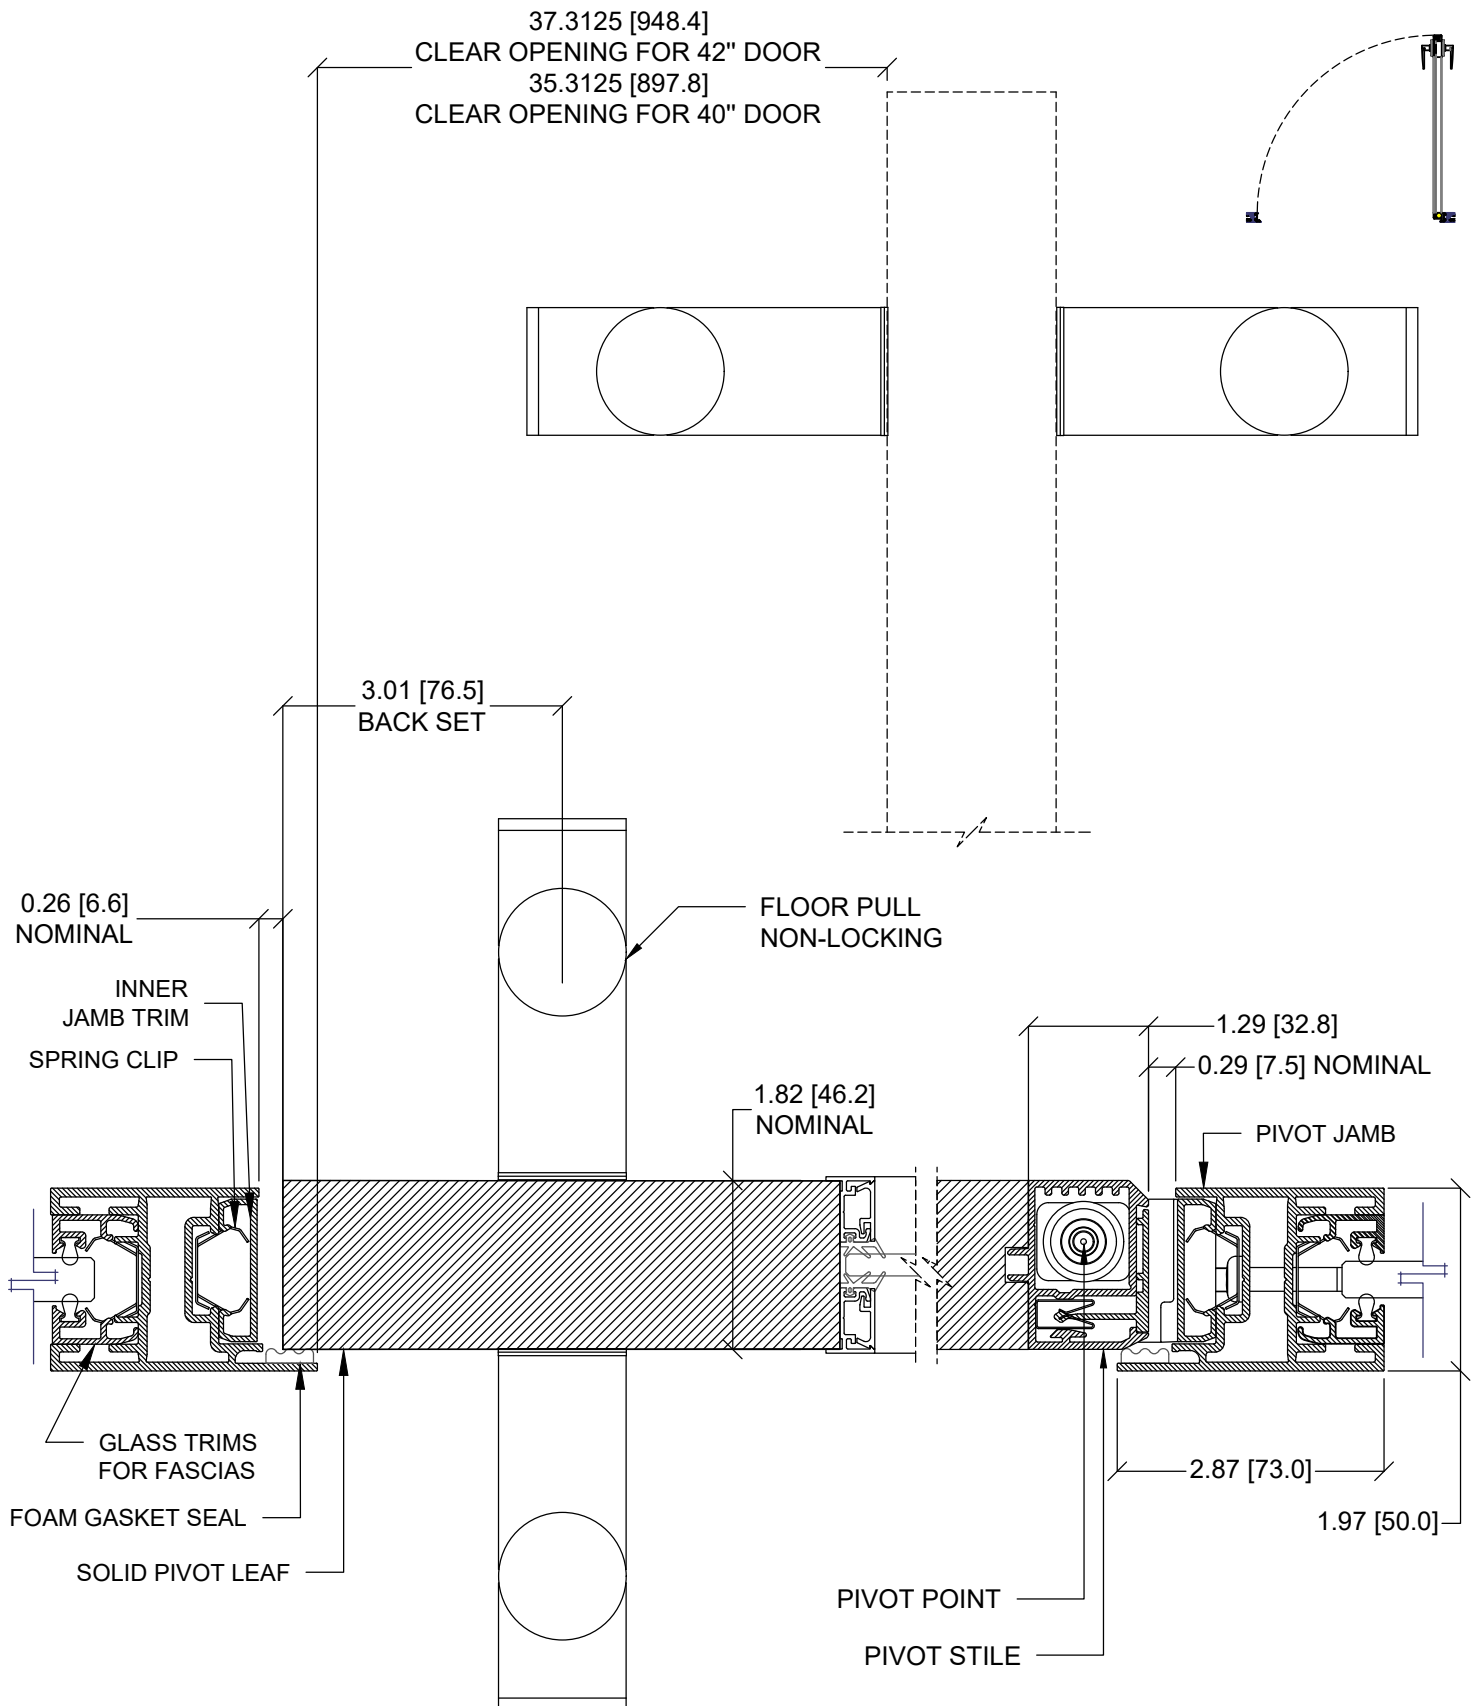 37.3125 [948.4]
CLEAR OPENING FOR 42" DOOR
35.3125 [897.8]
CLEAR OPENING FOR 40" DOOR
3.01 [76.5]
BACK SET
0.26 [6.6]
NOMINAL
FLOOR PULL
NON-LOCKING
INNER
JAMB TRIM
SPRING CLIP
1.29 [32.8]
0.29 [7.5] NOMINAL
1.82 [46.2]
NOMINAL
PIVOT JAMB
GLASS TRIMS
FOR FASCIAS
2.87 [73.0]
FOAM GASKET SEAL
1.97 [50.0]
SOLID PIVOT LEAF
PIVOT POINT
PIVOT STILE